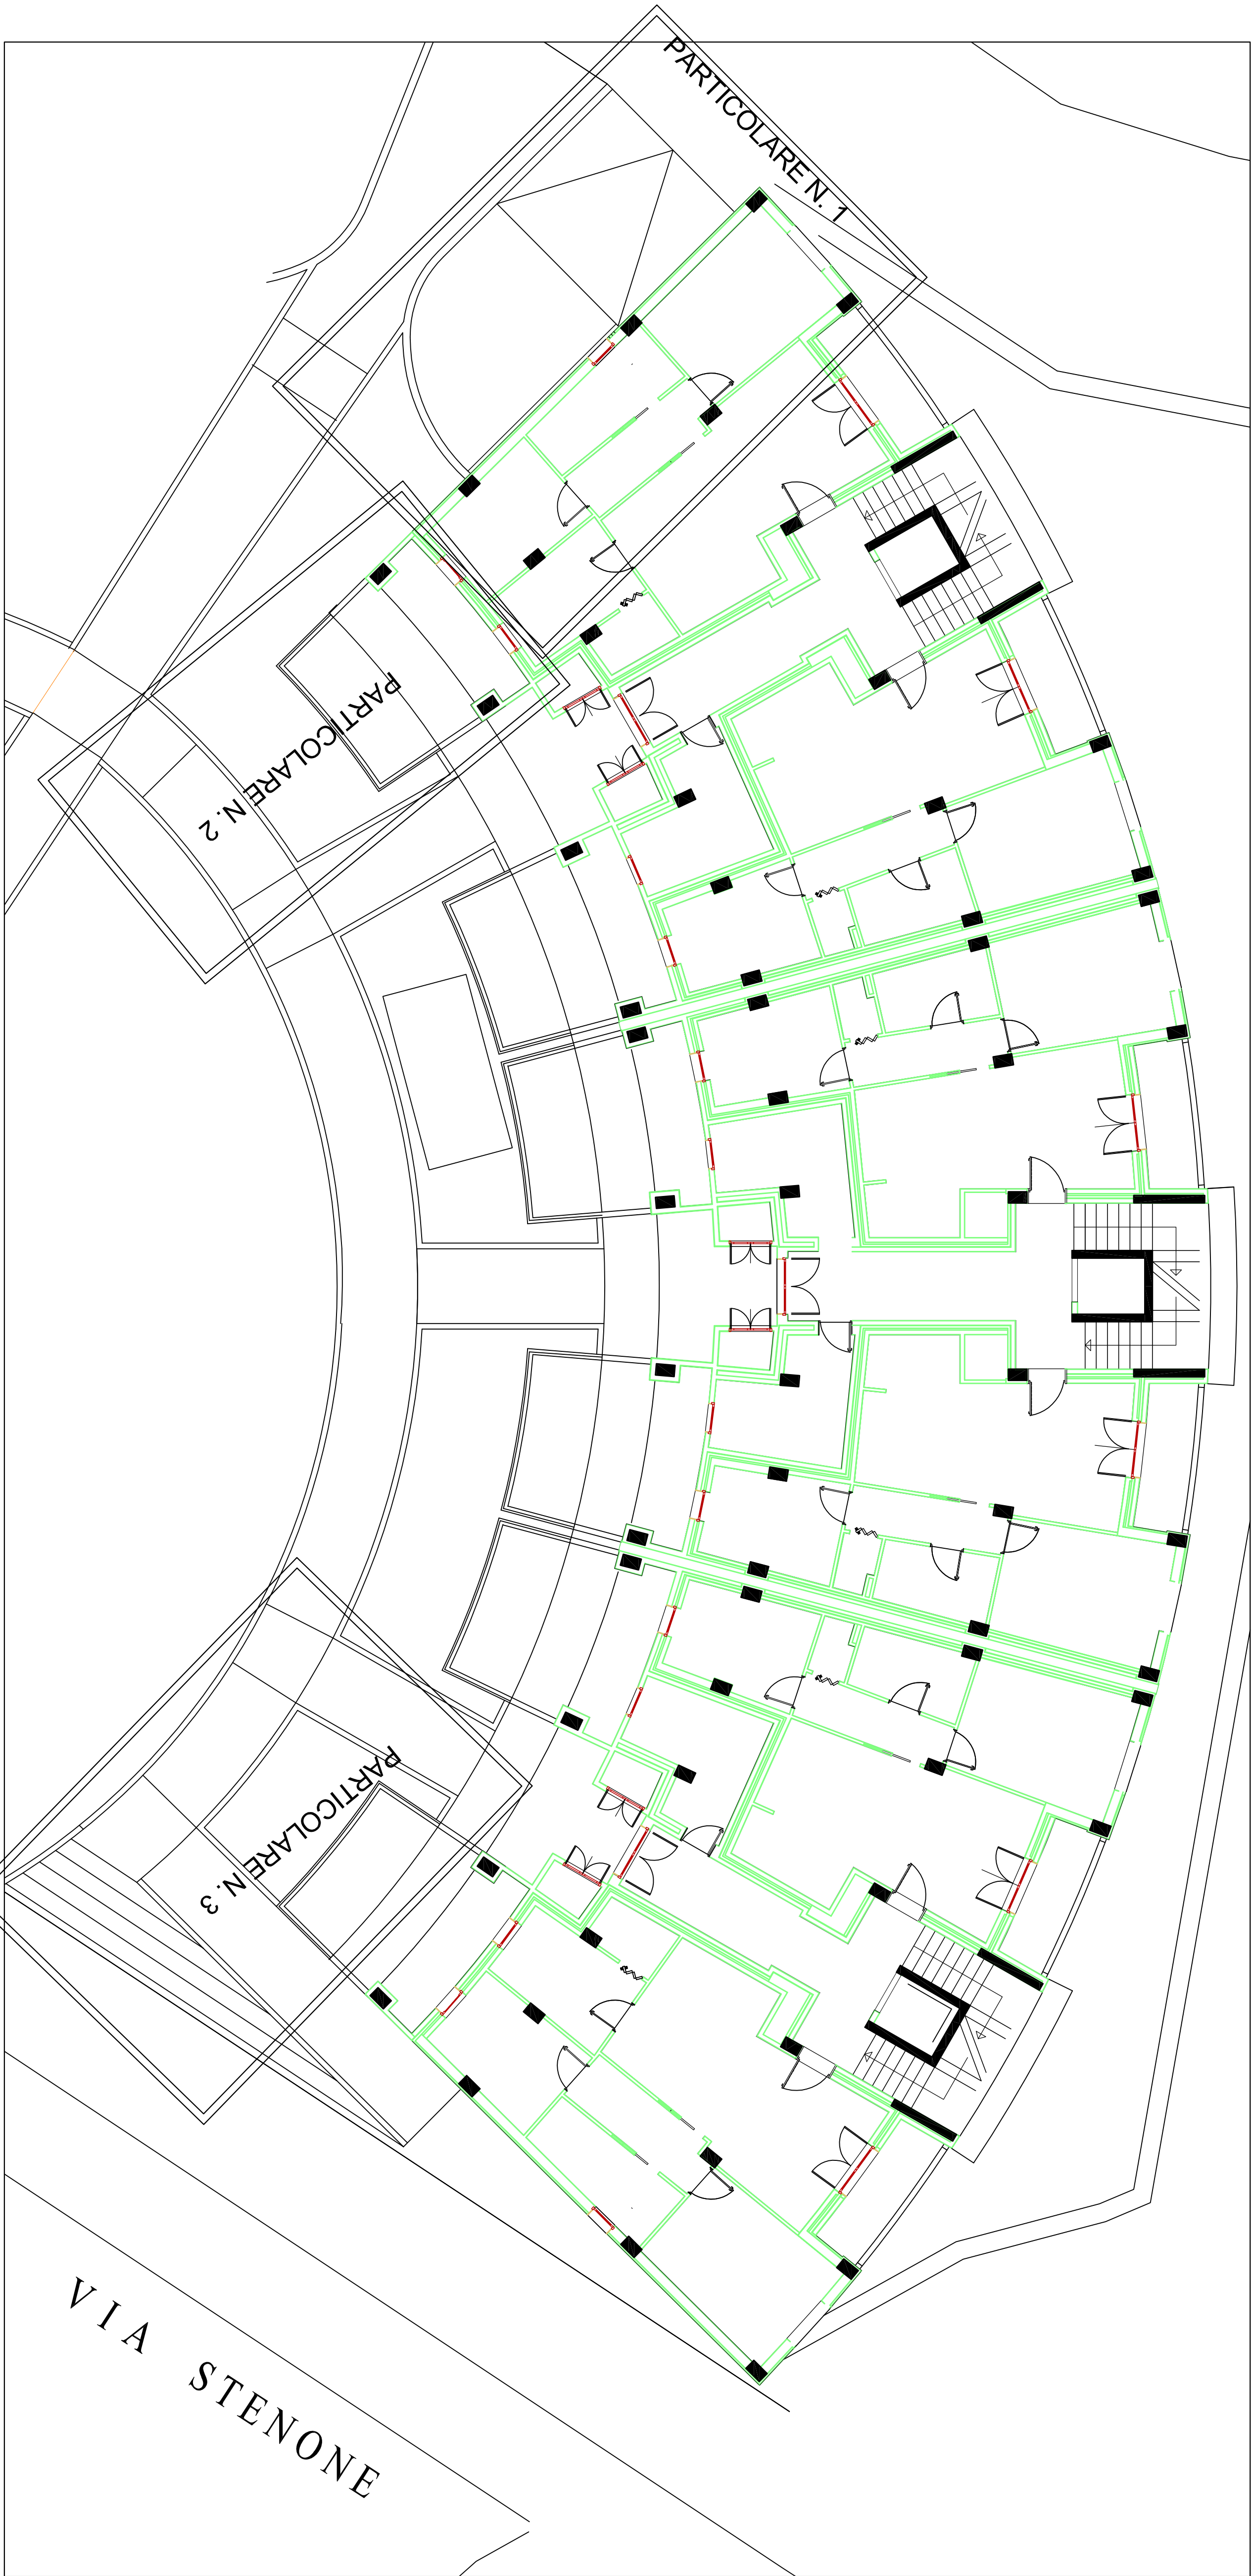 PARTICOLARE N. 1
PARTICOLARE N. 2
PARTICOLARE N. 3
VIA STENONE